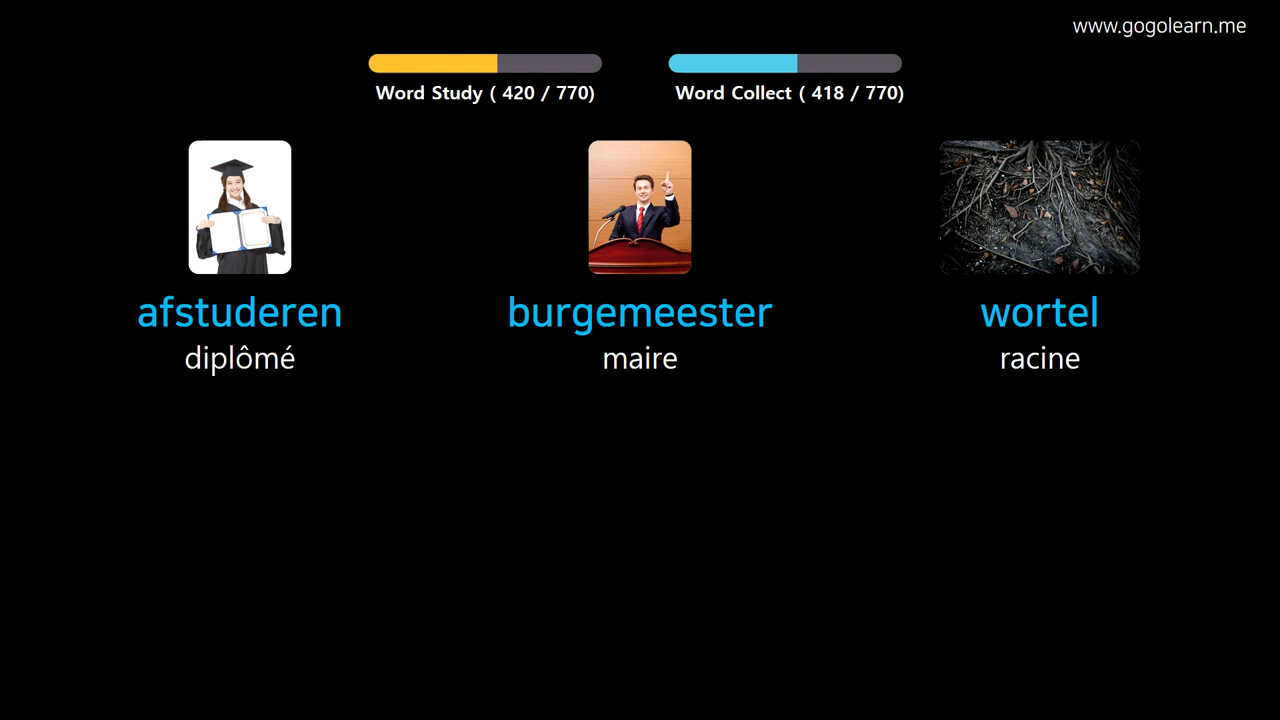 www.gogolearn.me
Word Study ( 420 / 770)
Word Collect ( 418 / 770)
afstuderen
diplômé
burgemeester
maire
wortel
racine